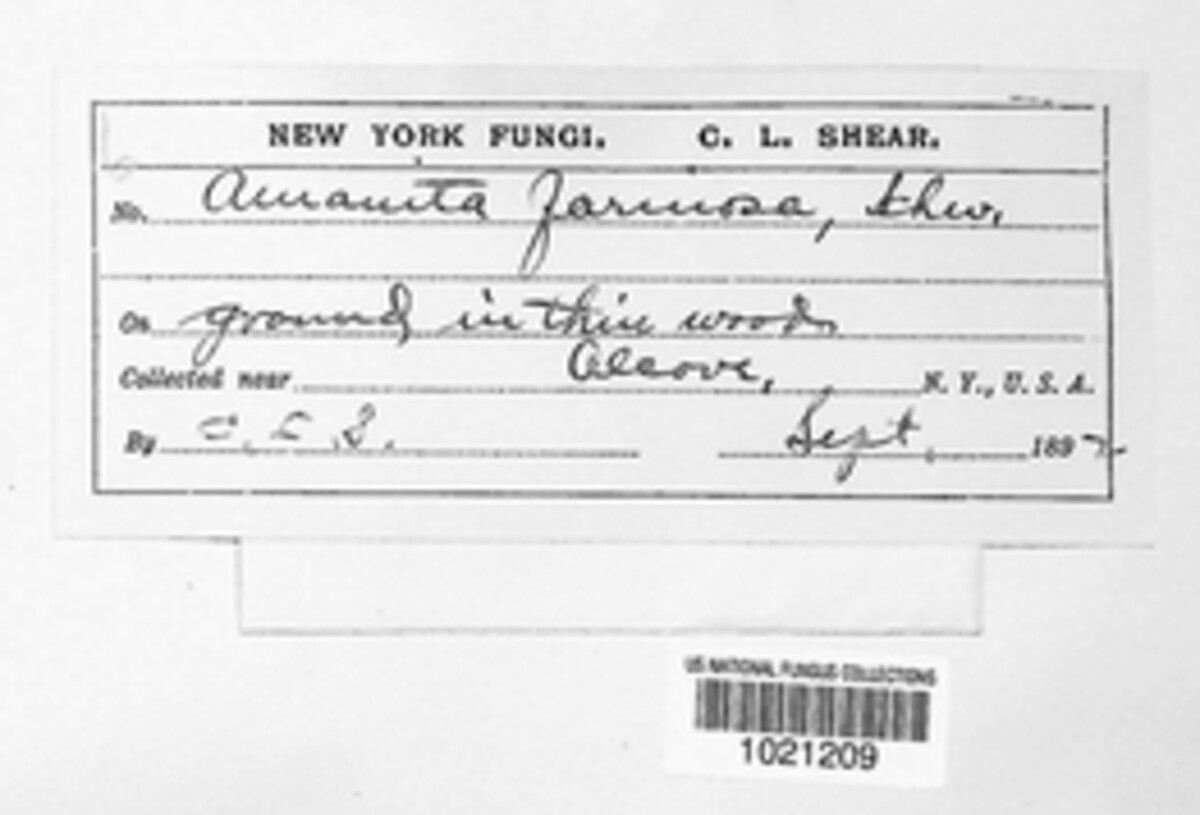 NEW YORK FUNGI. C. L. SHEAR.
No. Amanita farinosa, Schw.
On ground in thin woods
Collected near Alcove, N. Y., U. S. A.
By C. L. S. Sept. 1892
US NATIONAL FUNGUS COLLECTIONS
1021209